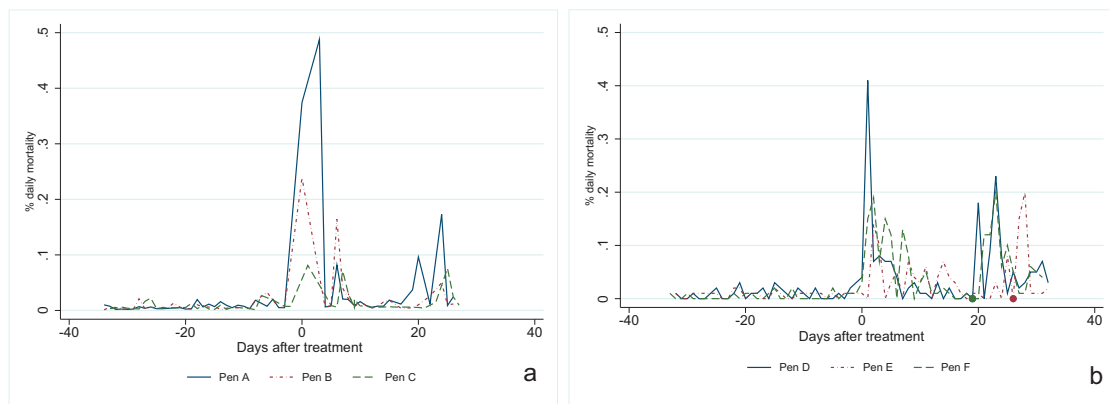 .5
.4
.3
.2
.1
0
% daily mortality
-40 -20 0 20 40
Days after treatment
Pen A Pen B Pen C
a
.5
.4
.3
.2
.1
0
% daily mortality
-40 -20 0 20 40
Days after treatment
Pen D Pen E Pen F
b